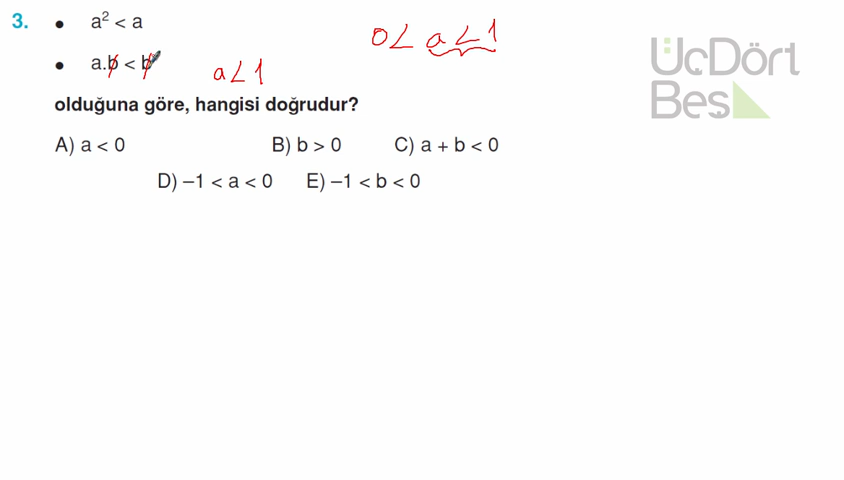 3. • a² < a
0 < a < 1
• a.b < b
a < 1
olduğuna göre, hangisi doğrudur?
A) a < 0 B) b > 0 C) a + b < 0
D) –1 < a < 0 E) –1 < b < 0
ÜçDört
Beş